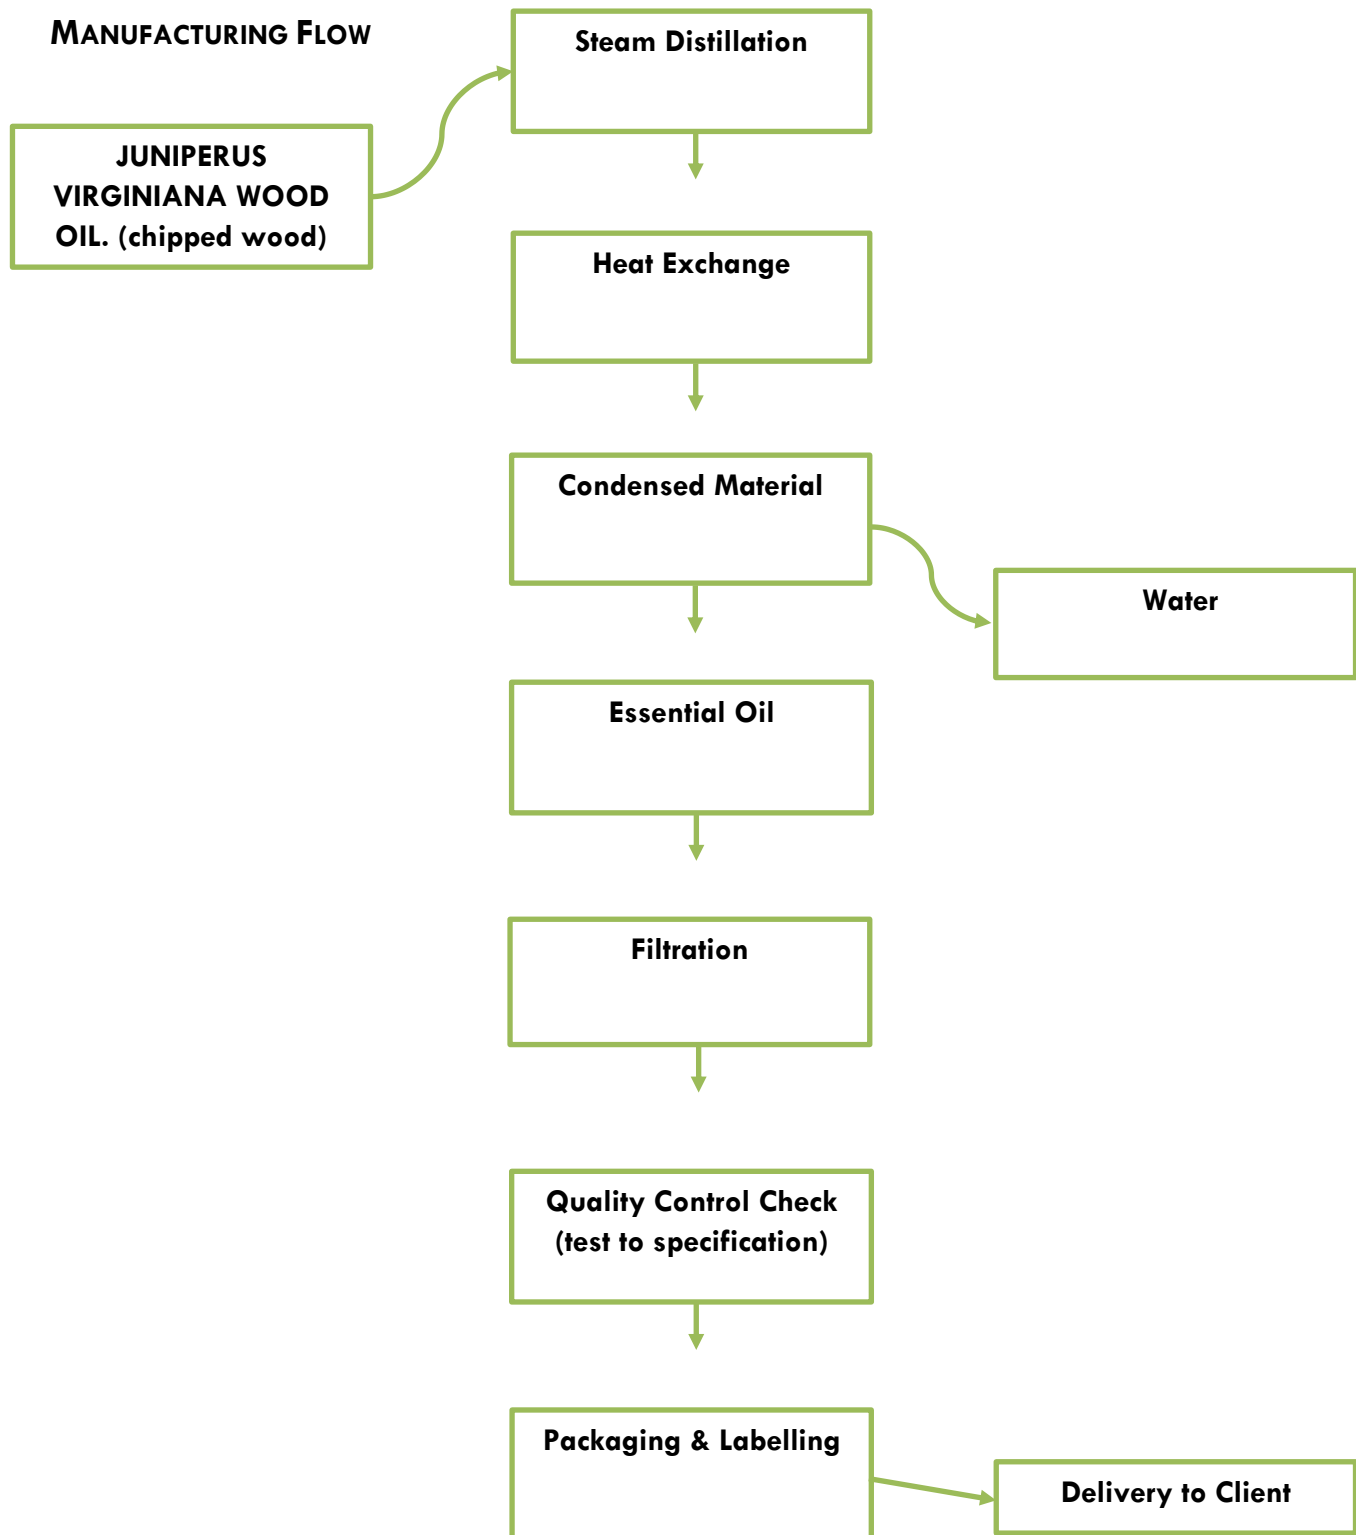 MANUFACTURING FLOW
Steam Distillation
JUNIPERUS
VIRGINIANA WOOD
OIL. (chipped wood)
Heat Exchange
Condensed Material
Water
Essential Oil
Filtration
Quality Control Check
(test to specification)
Packaging & Labelling
Delivery to Client